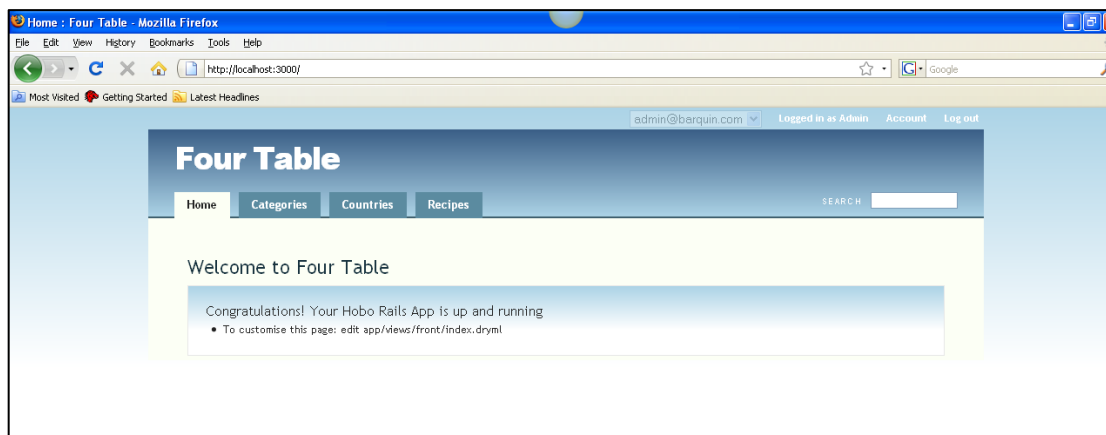 Home : Four Table - Mozilla Firefox
File Edit View History Bookmarks Tools Help
http://localhost:3000/ G Google
Most Visited Getting Started Latest Headlines
admin@barquin.com Logged in as Admin Account Log out
Four Table
Home Categories Countries Recipes SEARCH
Welcome to Four Table
Congratulations! Your Hobo Rails App is up and running
• To customise this page: edit app/views/front/index.dryml